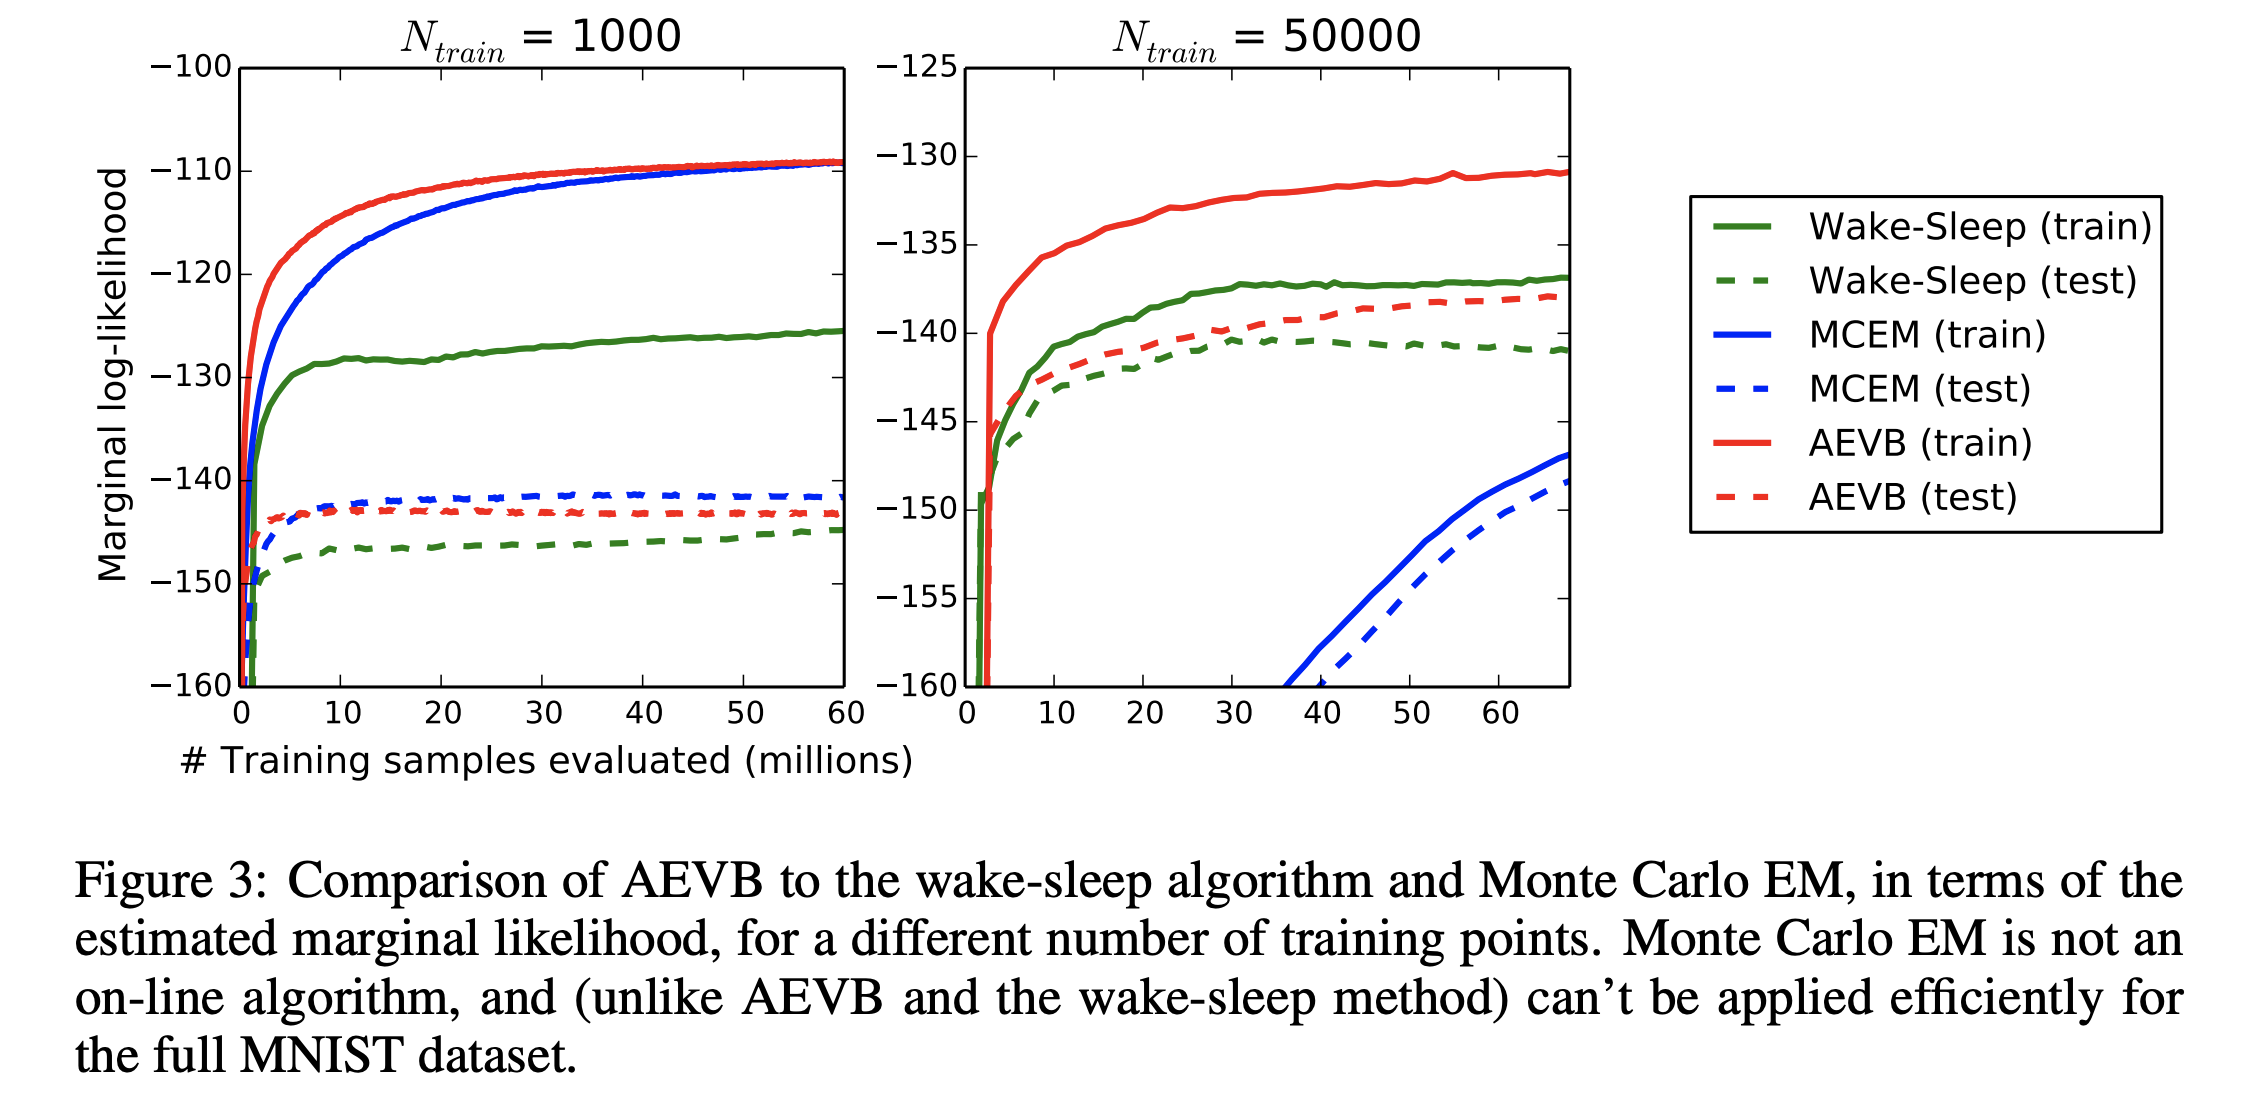 N_train = 1000
N_train = 50000
−100
−110
−120
−130
−140
−150
−160
Marginal log-likelihood
0 10 20 30 40 50 60
# Training samples evaluated (millions)
−125
−130
−135
−140
−145
−150
−155
−160
0 10 20 30 40 50 60
Wake-Sleep (train)
Wake-Sleep (test)
MCEM (train)
MCEM (test)
AEVB (train)
AEVB (test)
Figure 3: Comparison of AEVB to the wake-sleep algorithm and Monte Carlo EM, in terms of the
estimated marginal likelihood, for a different number of training points. Monte Carlo EM is not an
on-line algorithm, and (unlike AEVB and the wake-sleep method) can’t be applied efficiently for
the full MNIST dataset.